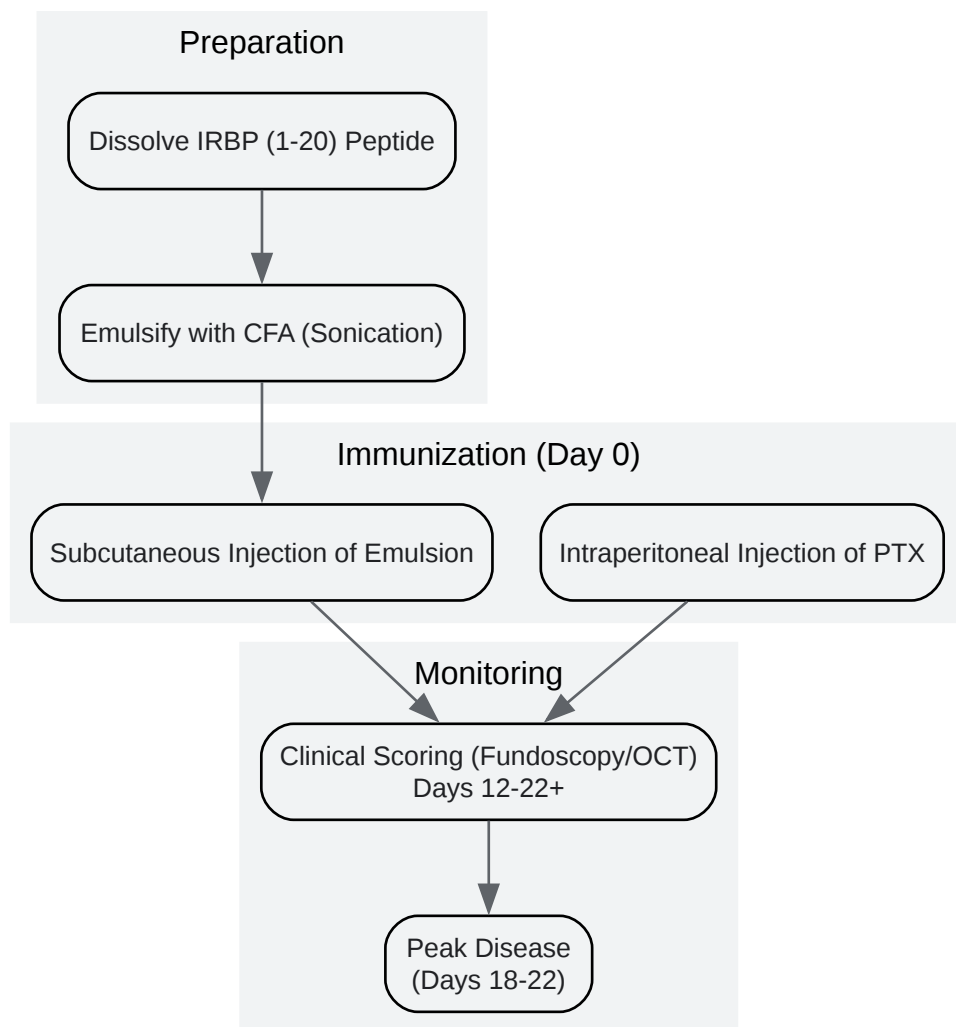 Preparation
Dissolve IRBP (1-20) Peptide
Emulsify with CFA (Sonication)
Immunization (Day 0)
Subcutaneous Injection of Emulsion
Intraperitoneal Injection of PTX
Monitoring
Clinical Scoring (Fundoscopy/OCT)
Days 12-22+
Peak Disease
(Days 18-22)